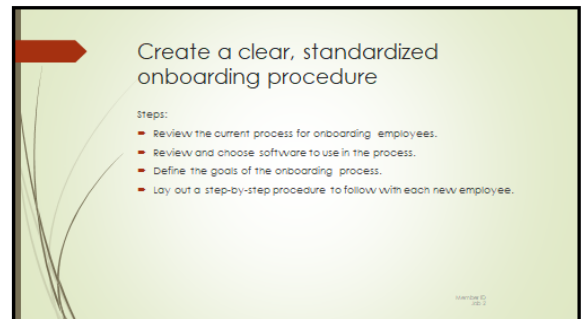 Create a clear, standardized
onboarding procedure
Steps:
Review the current process for onboarding employees.
Review and choose software to use in the process.
Define the goals of the onboarding process.
Lay out a step-by-step procedure to follow with each new employee.
Job 2